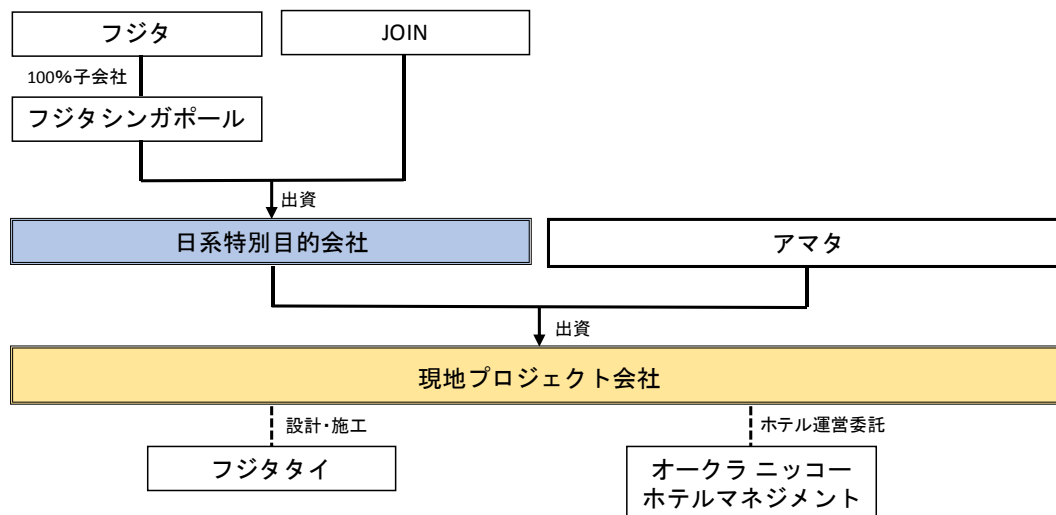 フジタ
JOIN
100%子会社
フジタシンガポール
出資
日系特別目的会社
アマタ
出資
現地プロジェクト会社
設計・施工
ホテル運営委託
フジタタイ
オークラ ニッコー
ホテルマネジメント